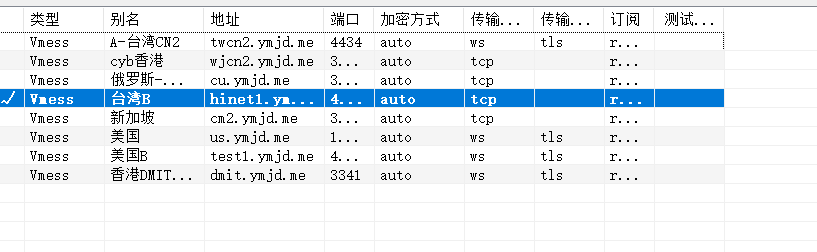 类型 别名 地址 端口 加密方式 传输... 传输... 订阅 测试...
Vmess A-台湾CN2 twcn2.ymjd.me 4434 auto ws tls r...
Vmess cyb香港 wjcn2.ymjd.me 3... auto tcp r...
Vmess 俄罗斯-... cu.ymjd.me 3... auto tcp r...
Vmess 台湾B hinet1.ym... 4... auto tcp r...
Vmess 新加坡 cm2.ymjd.me 3... auto tcp r...
Vmess 美国 us.ymjd.me 1... auto ws tls r...
Vmess 美国B test1.ymjd.me 4... auto ws tls r...
Vmess 香港DMIT... dmit.ymjd.me 3341 auto ws tls r...